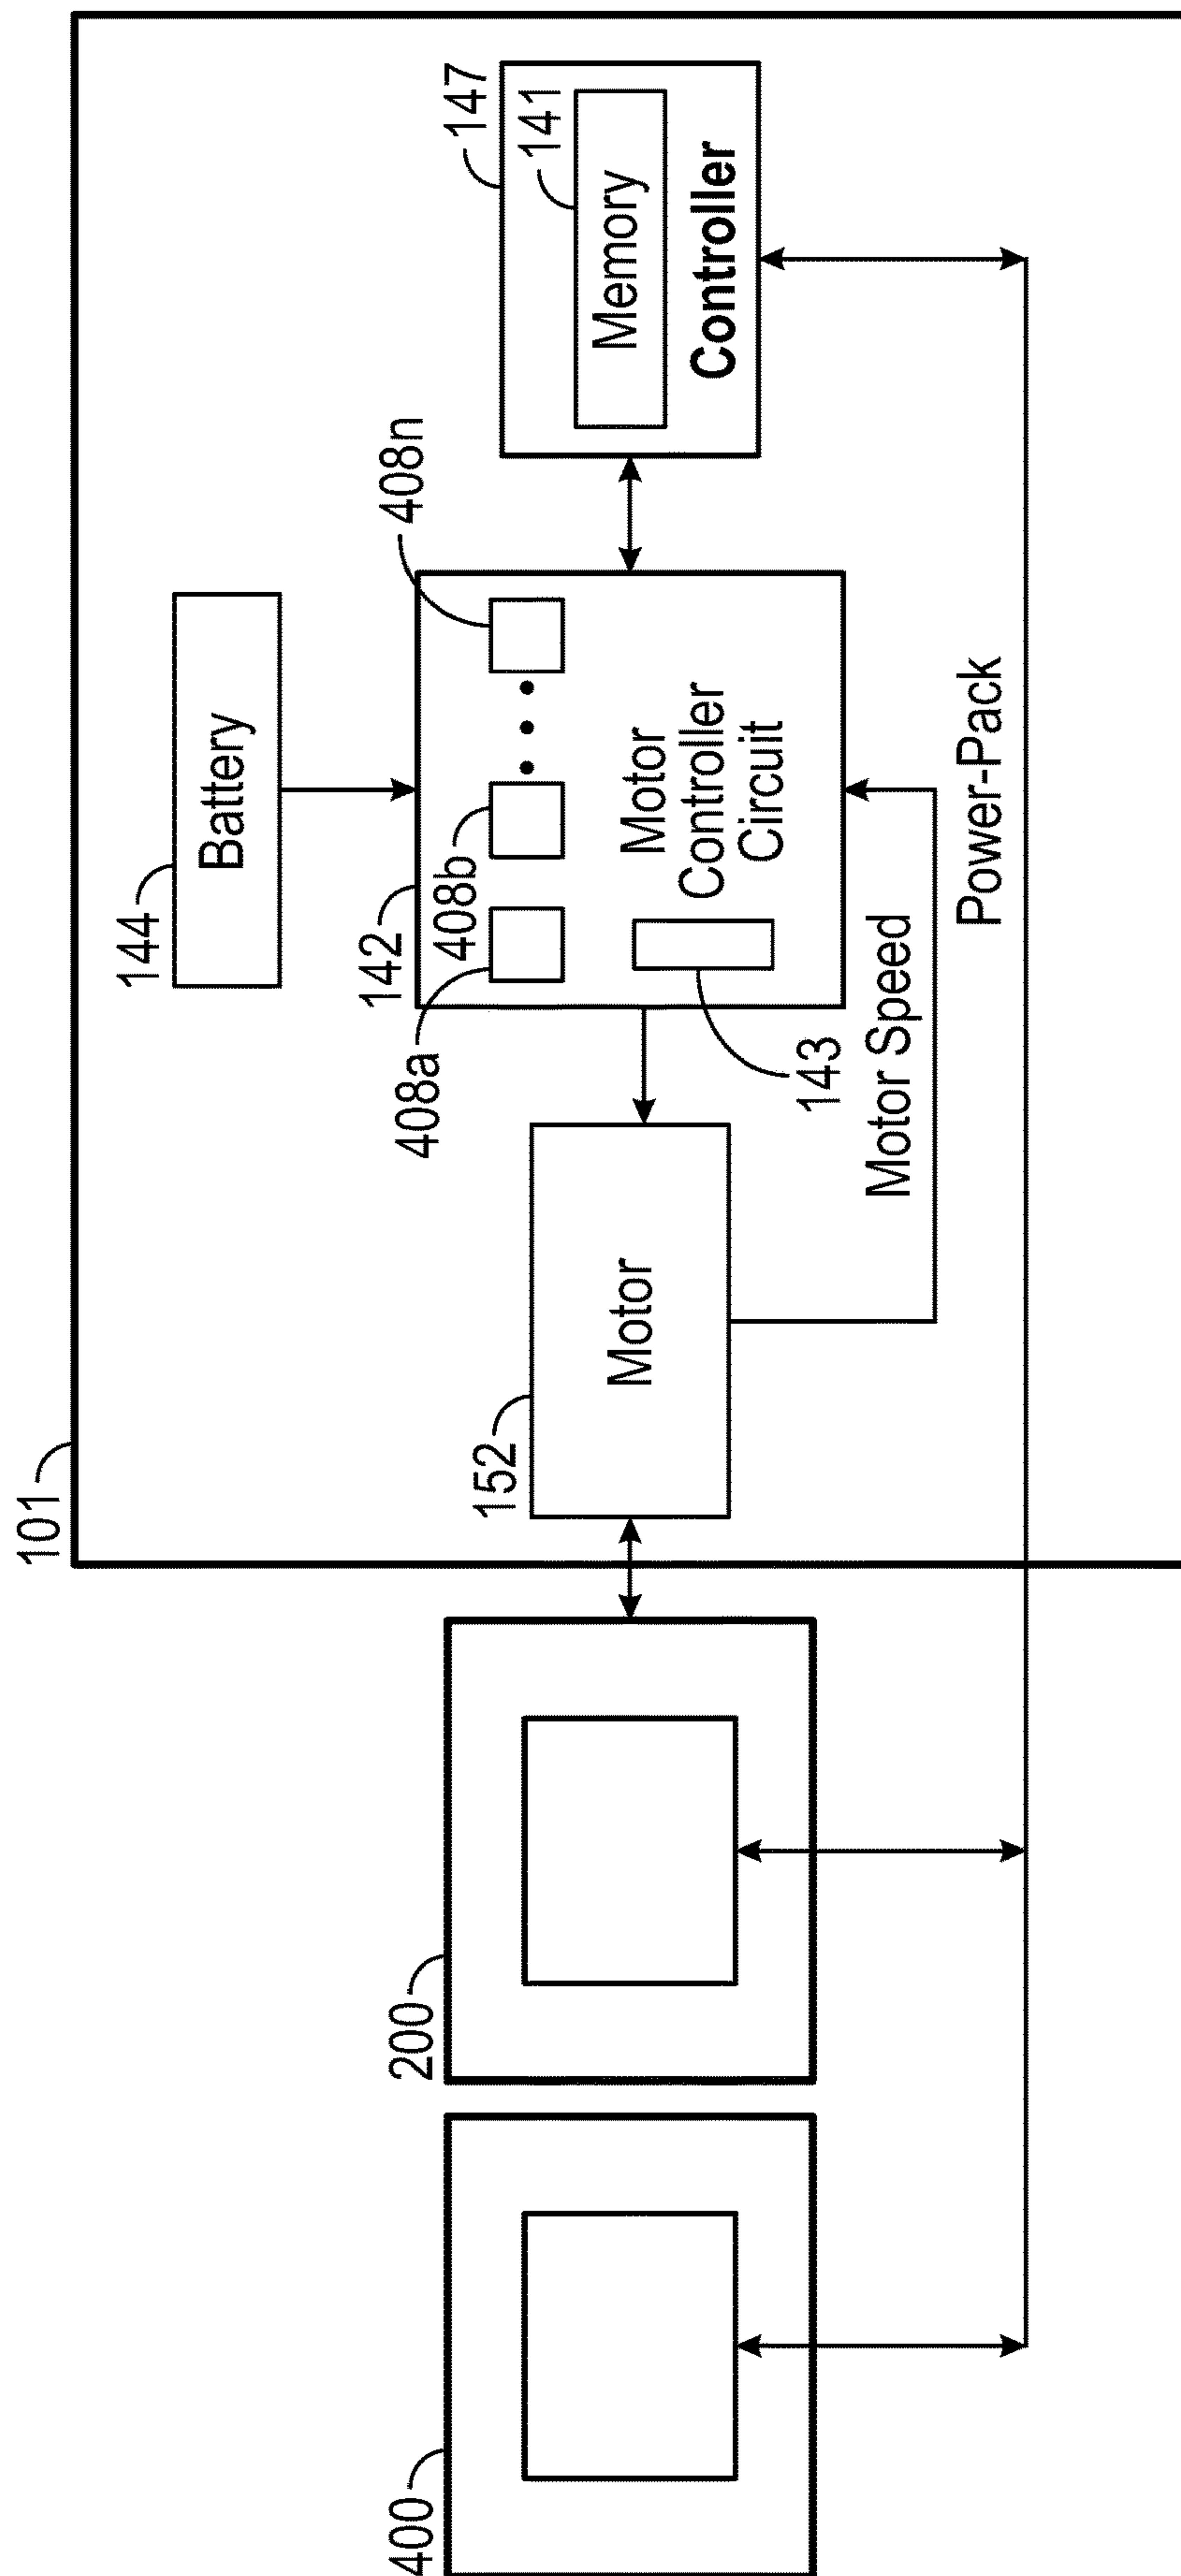 101
144
Battery
147
141
Memory
Controller
408n
142
408b
408a
Motor
Controller
Circuit
143
152
Motor
Motor Speed
Power-Pack
200
400